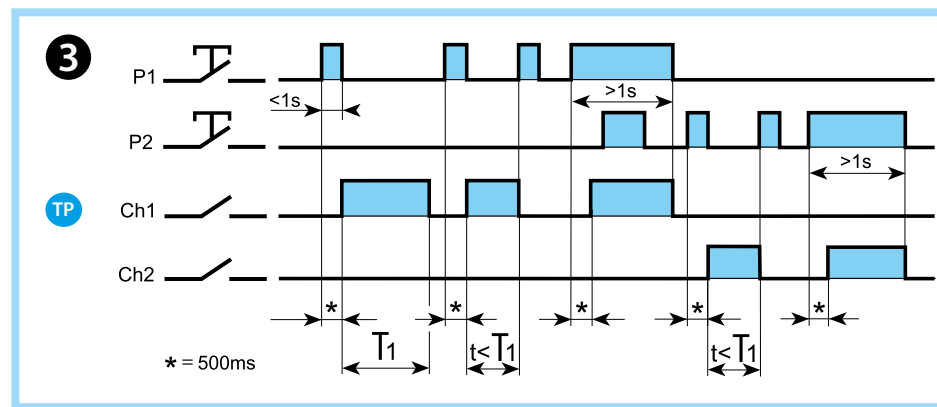 3
P1
<1s
>1s
P2
>1s
TP
Ch1
Ch2
* * * * *
T1 t<T1 t<T1
* = 500ms